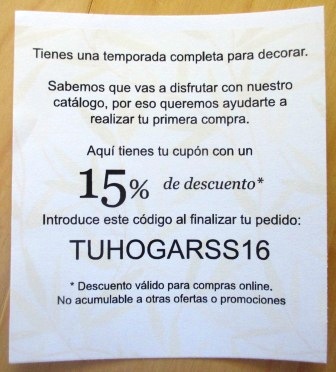 Tienes una temporada completa para decorar.
Sabemos que vas a disfrutar con nuestro
catálogo, por eso queremos ayudarte a
realizar tu primera compra.
Aquí tienes tu cupón con un
15% de descuento*
Introduce este código al finalizar tu pedido:
TUHOGARSS16
* Descuento válido para compras online.
No acumulable a otras ofertas o promociones